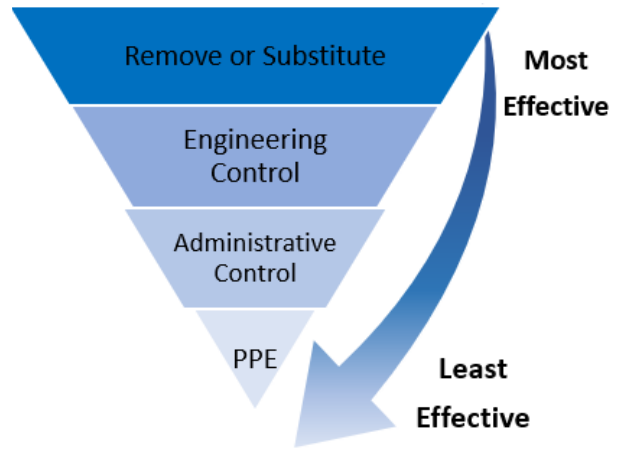 Remove or Substitute
Engineering
Control
Administrative
Control
PPE
Most
Effective
Least
Effective